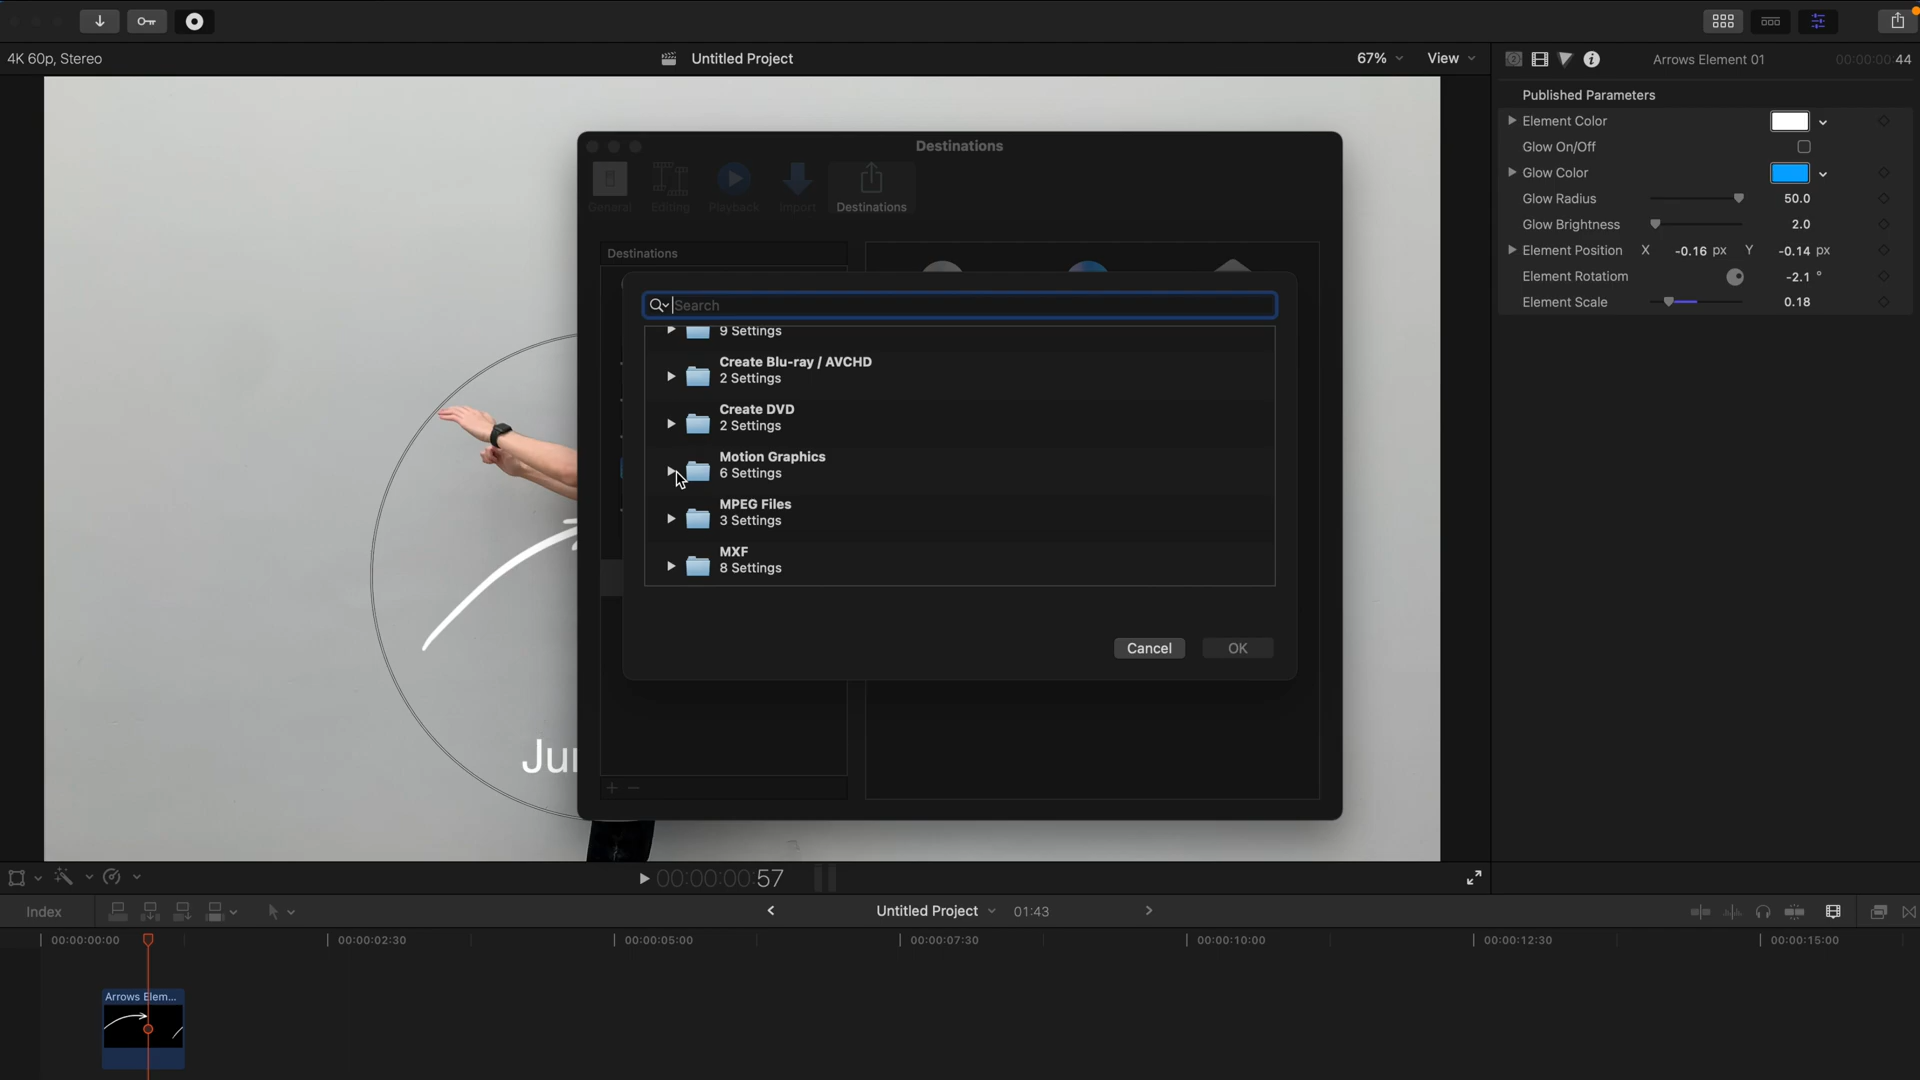 4K 60p, Stereo
Untitled Project
67%
View
Arrows Element 01
00:00:00:44
Published Parameters
Element Color
Glow On/Off
Glow Color
Glow Radius
50.0
Glow Brightness
2.0
Element Position X -0.16 px Y -0.14 px
Element Rotatiom
-2.1 °
Element Scale
0.18
Destinations
General
Editing
Playback
Import
Destinations
Destinations
Search
9 Settings
Create Blu-ray / AVCHD
2 Settings
Create DVD
2 Settings
Motion Graphics
6 Settings
MPEG Files
3 Settings
MXF
8 Settings
Cancel
OK
Jun
00:00:00:57
Index
Untitled Project
01:43
00:00:00:00
00:00:02:30
00:00:05:00
00:00:07:30
00:00:10:00
00:00:12:30
00:00:15:00
Arrows Elem...